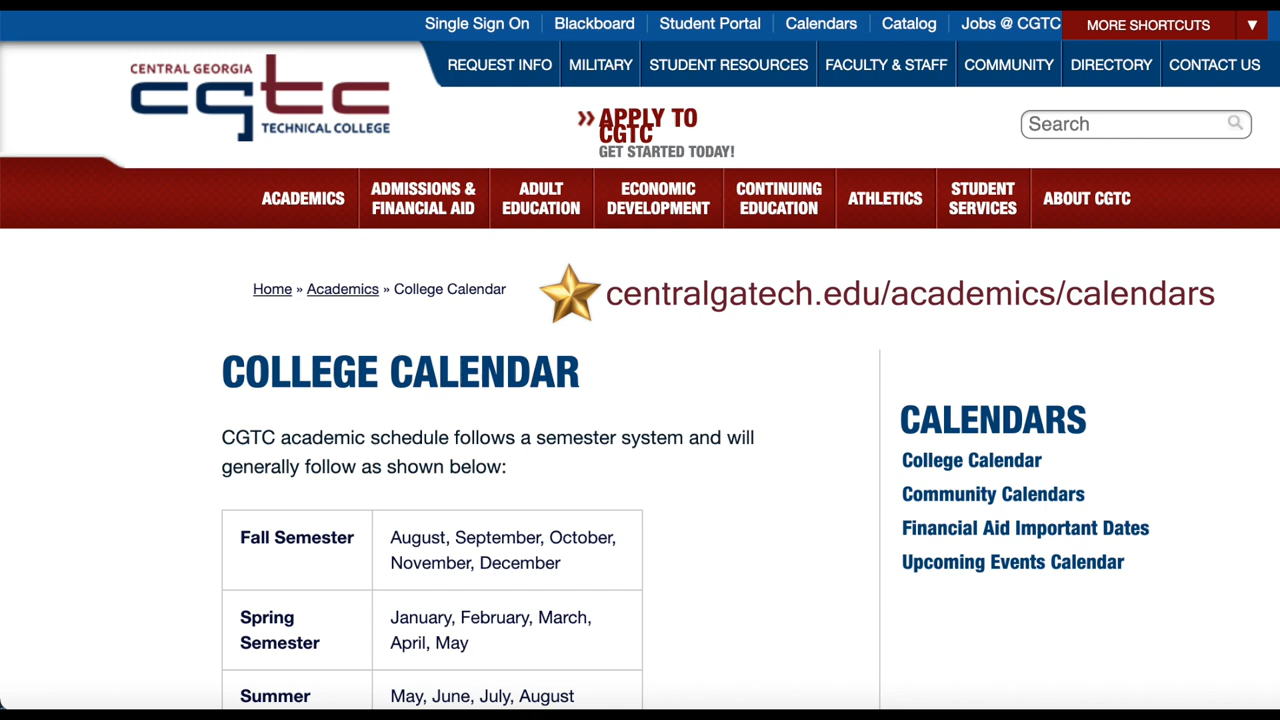 Single Sign On
Blackboard
Student Portal
Calendars
Catalog
Jobs @ CGTC
MORE SHORTCUTS
REQUEST INFO
MILITARY
STUDENT RESOURCES
FACULTY & STAFF
COMMUNITY
DIRECTORY
CONTACT US
CENTRAL GEORGIA
cgtc
TECHNICAL COLLEGE
APPLY TO
CGTC
GET STARTED TODAY!
Search
ACADEMICS
ADMISSIONS &
FINANCIAL AID
ADULT
EDUCATION
ECONOMIC
DEVELOPMENT
CONTINUING
EDUCATION
ATHLETICS
STUDENT
SERVICES
ABOUT CGTC
Home » Academics » College Calendar
centralgatech.edu/academics/calendars
COLLEGE CALENDAR
CGTC academic schedule follows a semester system and will
generally follow as shown below:
Fall Semester
August, September, October,
November, December
Spring
Semester
January, February, March,
April, May
Summer
May, June, July, August
CALENDARS
College Calendar
Community Calendars
Financial Aid Important Dates
Upcoming Events Calendar